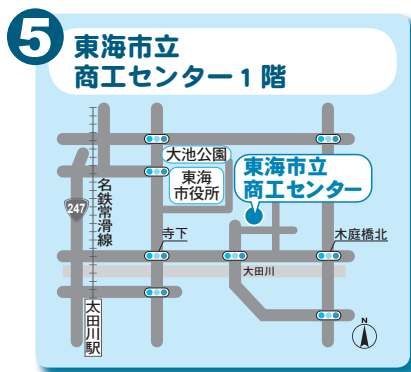 5
東海市立
商工センター1階
大池公園
東海
市役所
東海市立
商工センター
名鉄常滑線
247
寺下
木庭橋北
大田川
太田川駅
N